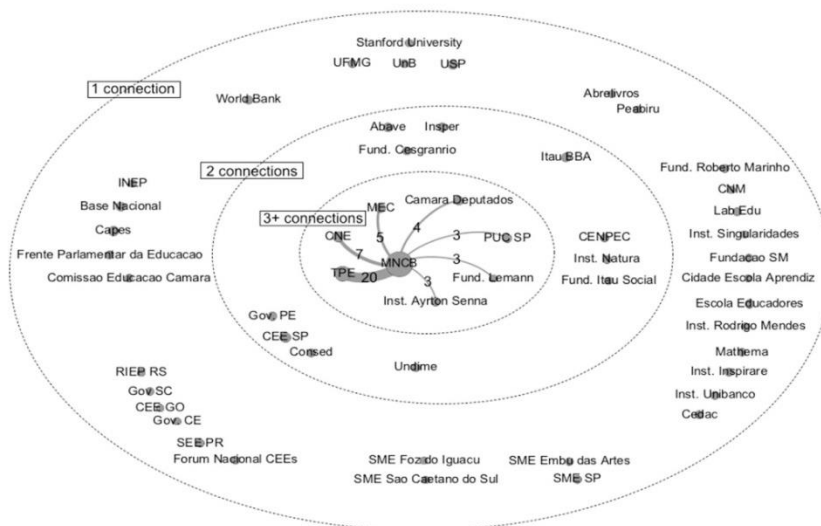 Stanford University
UFMG UnB USP
1 connection
World Bank
Abrelivros
Peabiru
Abave Insper
Fund. Cesgranrio
Itau BBA
2 connections
Fund. Roberto Marinho
INEP
CNM
Base Nacional
Lab Edu
3+ connections
MEC
Camara Deputados
Capes
CNE
4
5
3
PUC SP
CENPEC
Inst. Singularidades
Frente Parlamentar da Educacao
7
MNCB
3
Inst. Natura
Fundacao SM
Comissao Educacao Camara
TPE
20
3
Fund. Lemann
Fund. Itau Social
Cidade Escola Aprendiz
Inst. Ayrton Senna
Escola Educadores
Gov. PE
Inst. Rodrigo Mendes
CEE SP
Consed
Mathema
Undime
RIEP RS
Inst. Inspirare
Gov SC
Inst. Unibanco
CEE GO
Cedac
Gov. CE
SEE PR
Forum Nacional CEEs
SME Foz do Iguacu
SME Embu das Artes
SME Sao Caetano do Sul
SME SP